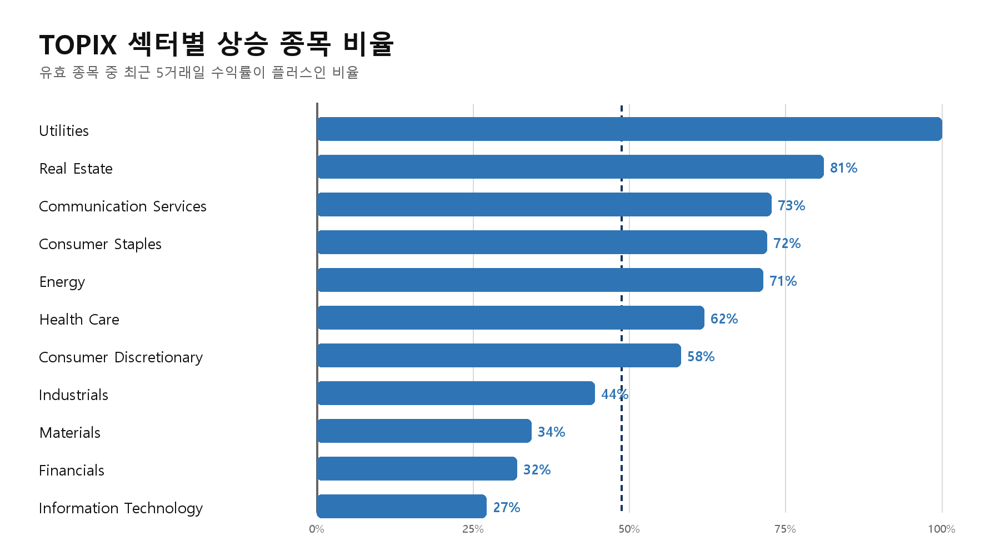 TOPIX 섹터별 상승 종목 비율
유효 종목 중 최근 5거래일 수익률이 플러스인 비율
Utilities
Real Estate 81%
Communication Services 73%
Consumer Staples 72%
Energy 71%
Health Care 62%
Consumer Discretionary 58%
Industrials 44%
Materials 34%
Financials 32%
Information Technology 27%
0% 25% 50% 75% 100%